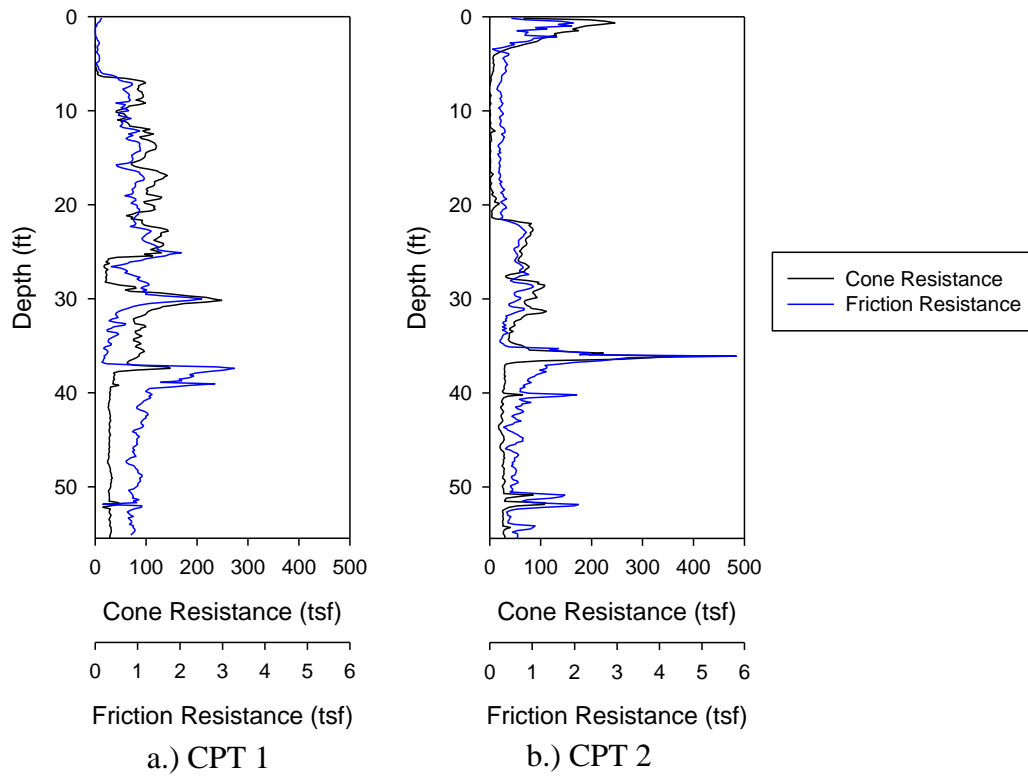 0
10
20
30
40
50
Depth (ft)
0 100 200 300 400 500
Cone Resistance (tsf)
0 1 2 3 4 5 6
Friction Resistance (tsf)
a.) CPT 1
0
10
20
30
40
50
Depth (ft)
0 100 200 300 400 500
Cone Resistance (tsf)
0 1 2 3 4 5 6
Friction Resistance (tsf)
b.) CPT 2
Cone Resistance
Friction Resistance